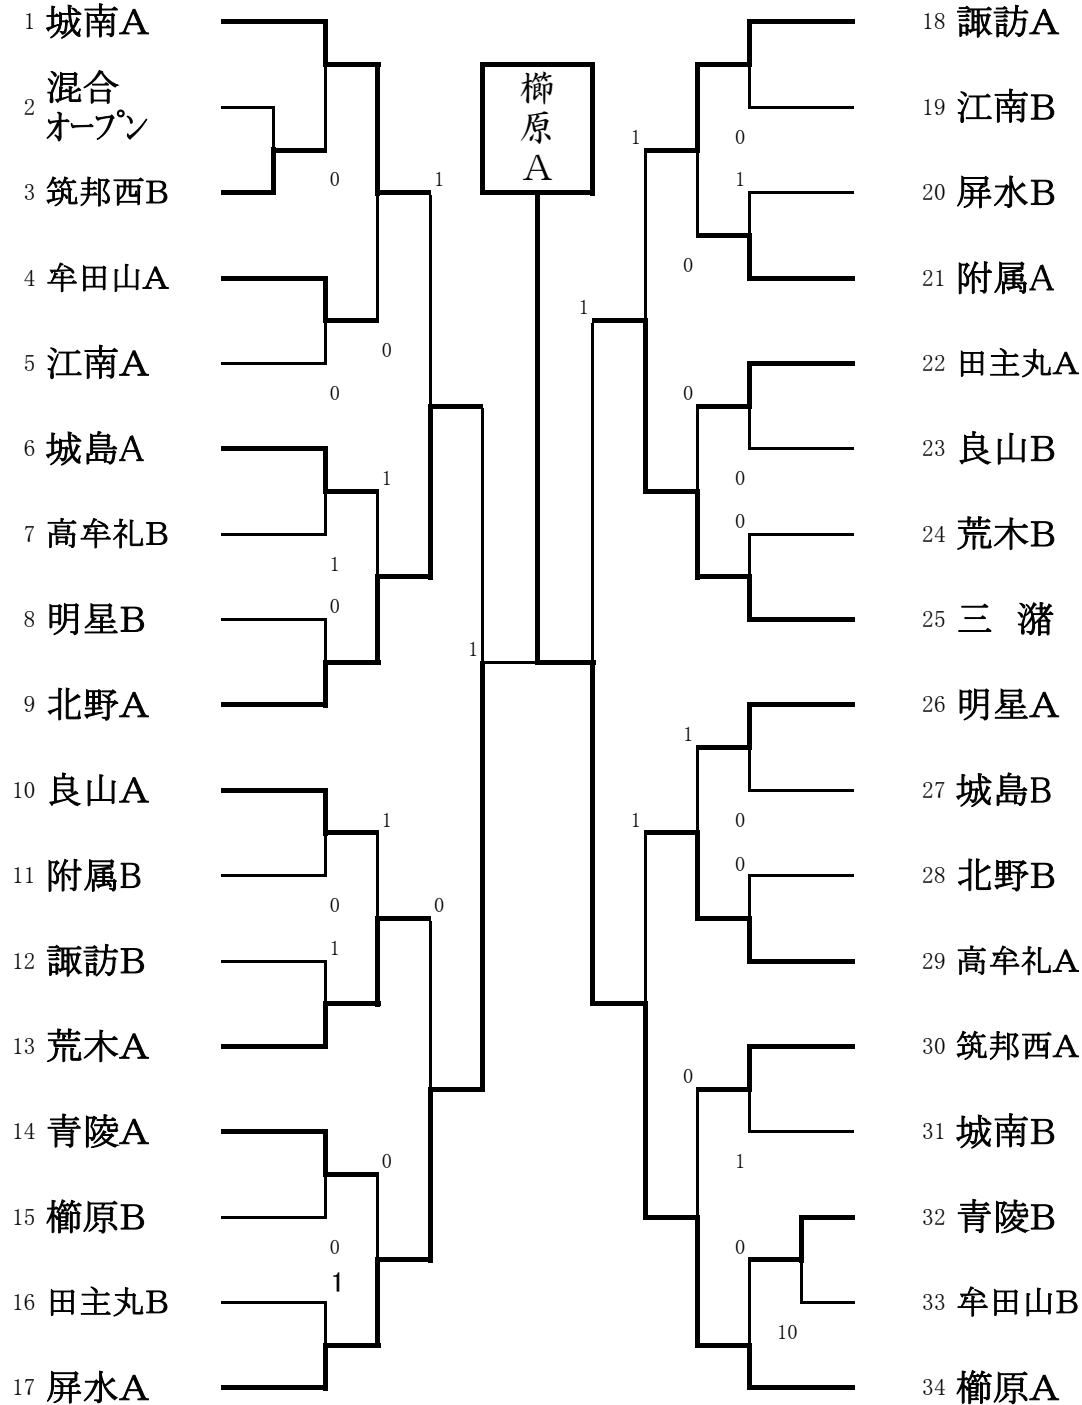 1 城南A
2 混合
オープン
0
3 筑邦西B
1
4 牟田山A
0
5 江南A
0
6 城島A
1
7 高牟礼B
1
0
8 明星B
1
9 北野A
10 良山A
1
11 附属B
0
0
12 諏訪B
1
13 荒木A
14 青陵A
0
15 櫛原B
0
1
16 田主丸B
17 屏水A
櫛
原
A
18 諏訪A
19 江南B
1
0
1
20 屏水B
0
21 附属A
1
22 田主丸A
0
23 良山B
0
0
24 荒木B
25 三 潴
26 明星A
1
27 城島B
1
0
0
28 北野B
29 高牟礼A
30 筑邦西A
0
31 城南B
1
32 青陵B
0
33 牟田山B
10
34 櫛原A